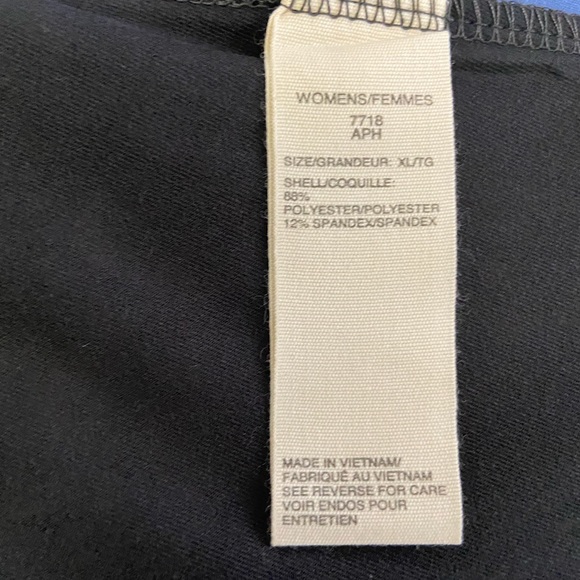 WOMENS/FEMMES
7718
APH
SIZE/GRANDEUR: XL/TG
SHELL/COQUILLE:
88%
POLYESTER/POLYESTER
12% SPANDEX/SPANDEX
MADE IN VIETNAM/
FABRIQUÉ AU VIETNAM
SEE REVERSE FOR CARE
VOIR ENDOS POUR
ENTRETIEN